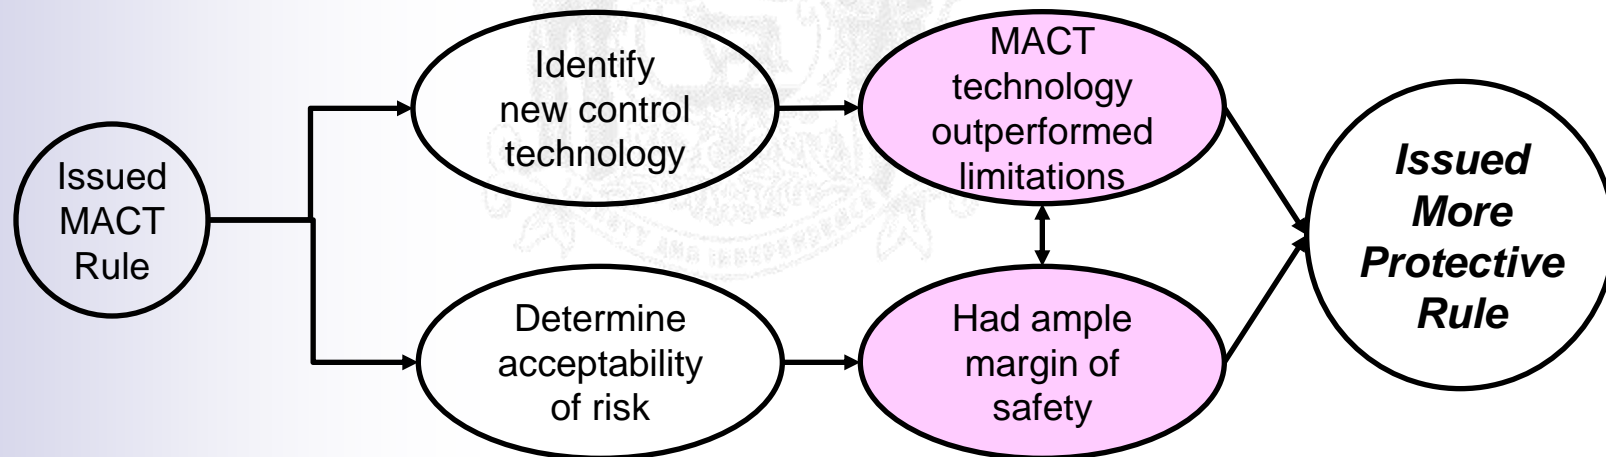 Issued
MACT
Rule
Identify
new control
technology
MACT
technology
outperformed
limitations
Determine
acceptability
of risk
Had ample
margin of
safety
Issued
More
Protective
Rule